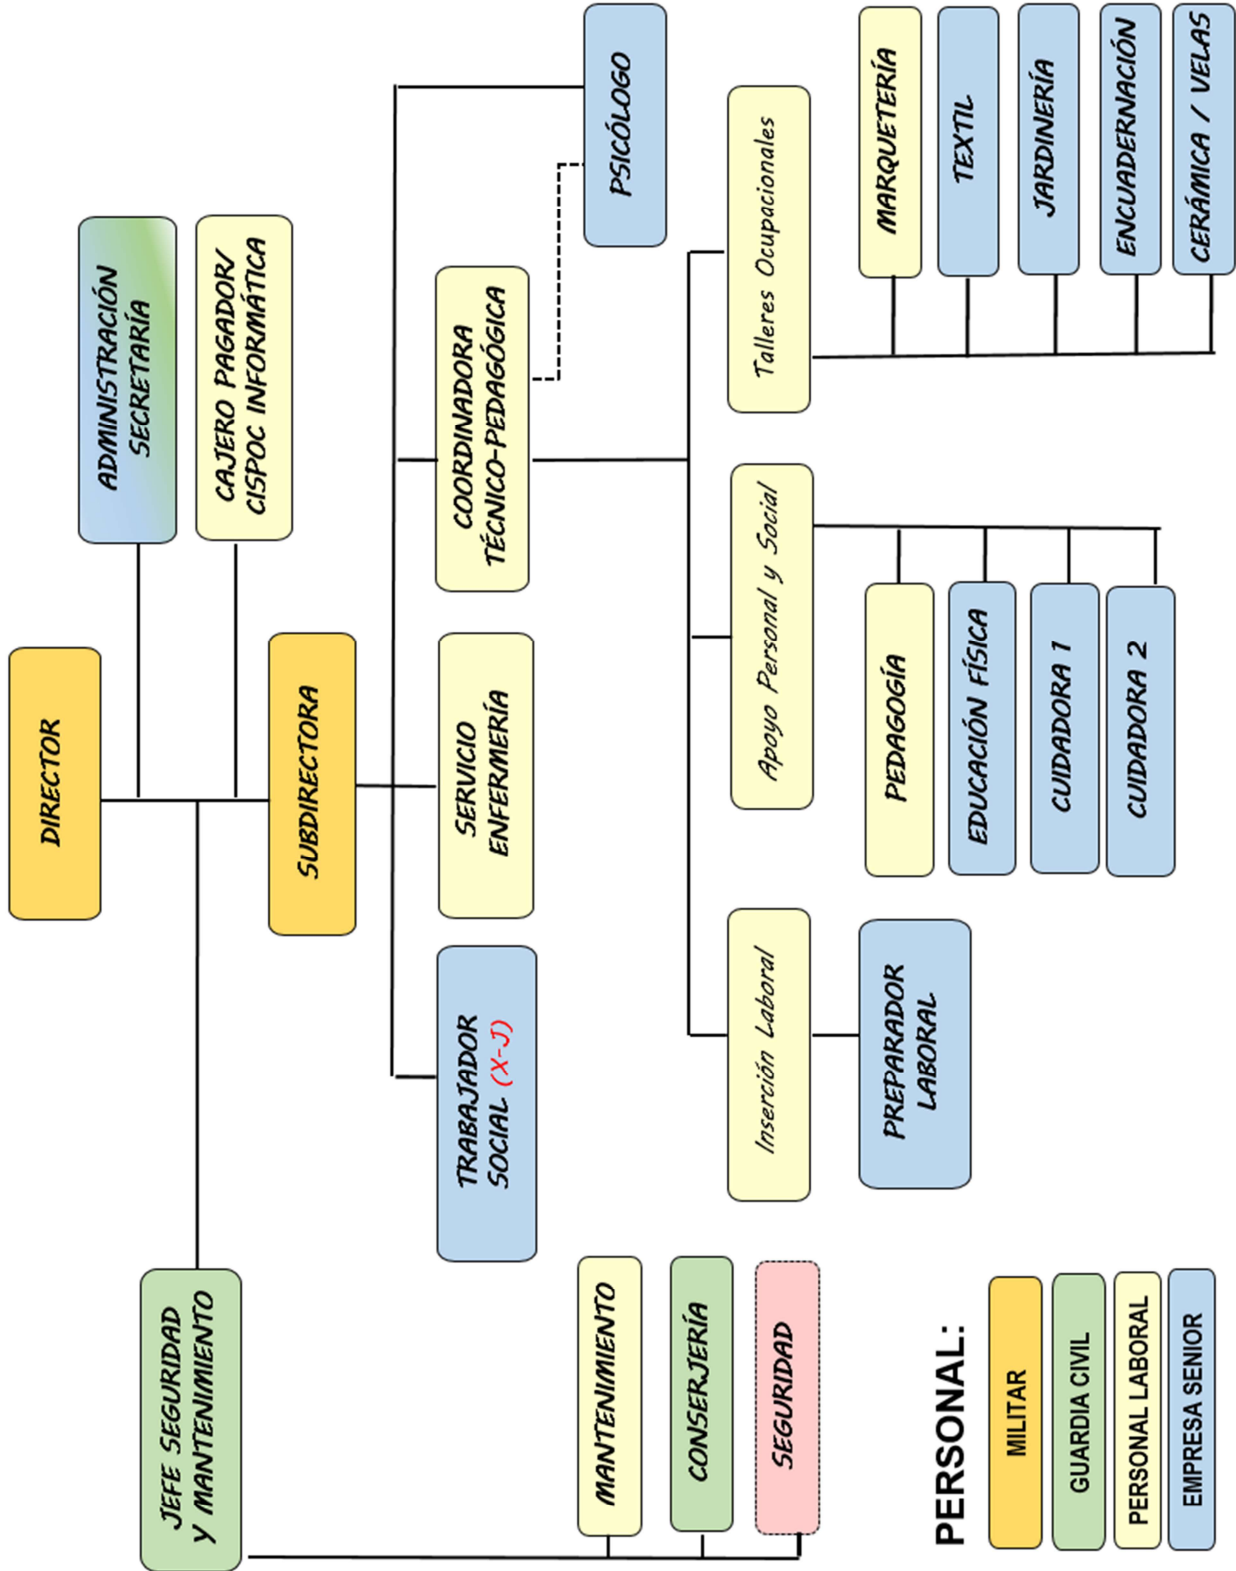 DIRECTOR
ADMINISTRACIÓN
SECRETARÍA
JEFE SEGURIDAD
Y MANTENIMIENTO
CAJERO PAGADOR/
CISPOC INFORMÁTICA
SUBDIRECTORA
TRABAJADOR
SOCIAL (X-J)
SERVICIO
ENFERMERÍA
COORDINADORA
TÉCNICO-PEDAGÓGICA
PSICÓLOGO
MANTENIMIENTO
CONSERJERÍA
SEGURIDAD
Inserción Laboral
Apoyo Personal y Social
Talleres Ocupacionales
PREPARADOR
LABORAL
PEDAGOGÍA
EDUCACIÓN FÍSICA
CUIDADORA 1
CUIDADORA 2
MARQUETERÍA
TEXTIL
JARDINERÍA
ENCUADERNACIÓN
CERÁMICA / VELAS
PERSONAL:
MILITAR
GUARDIA CIVIL
PERSONAL LABORAL
EMPRESA SENIOR